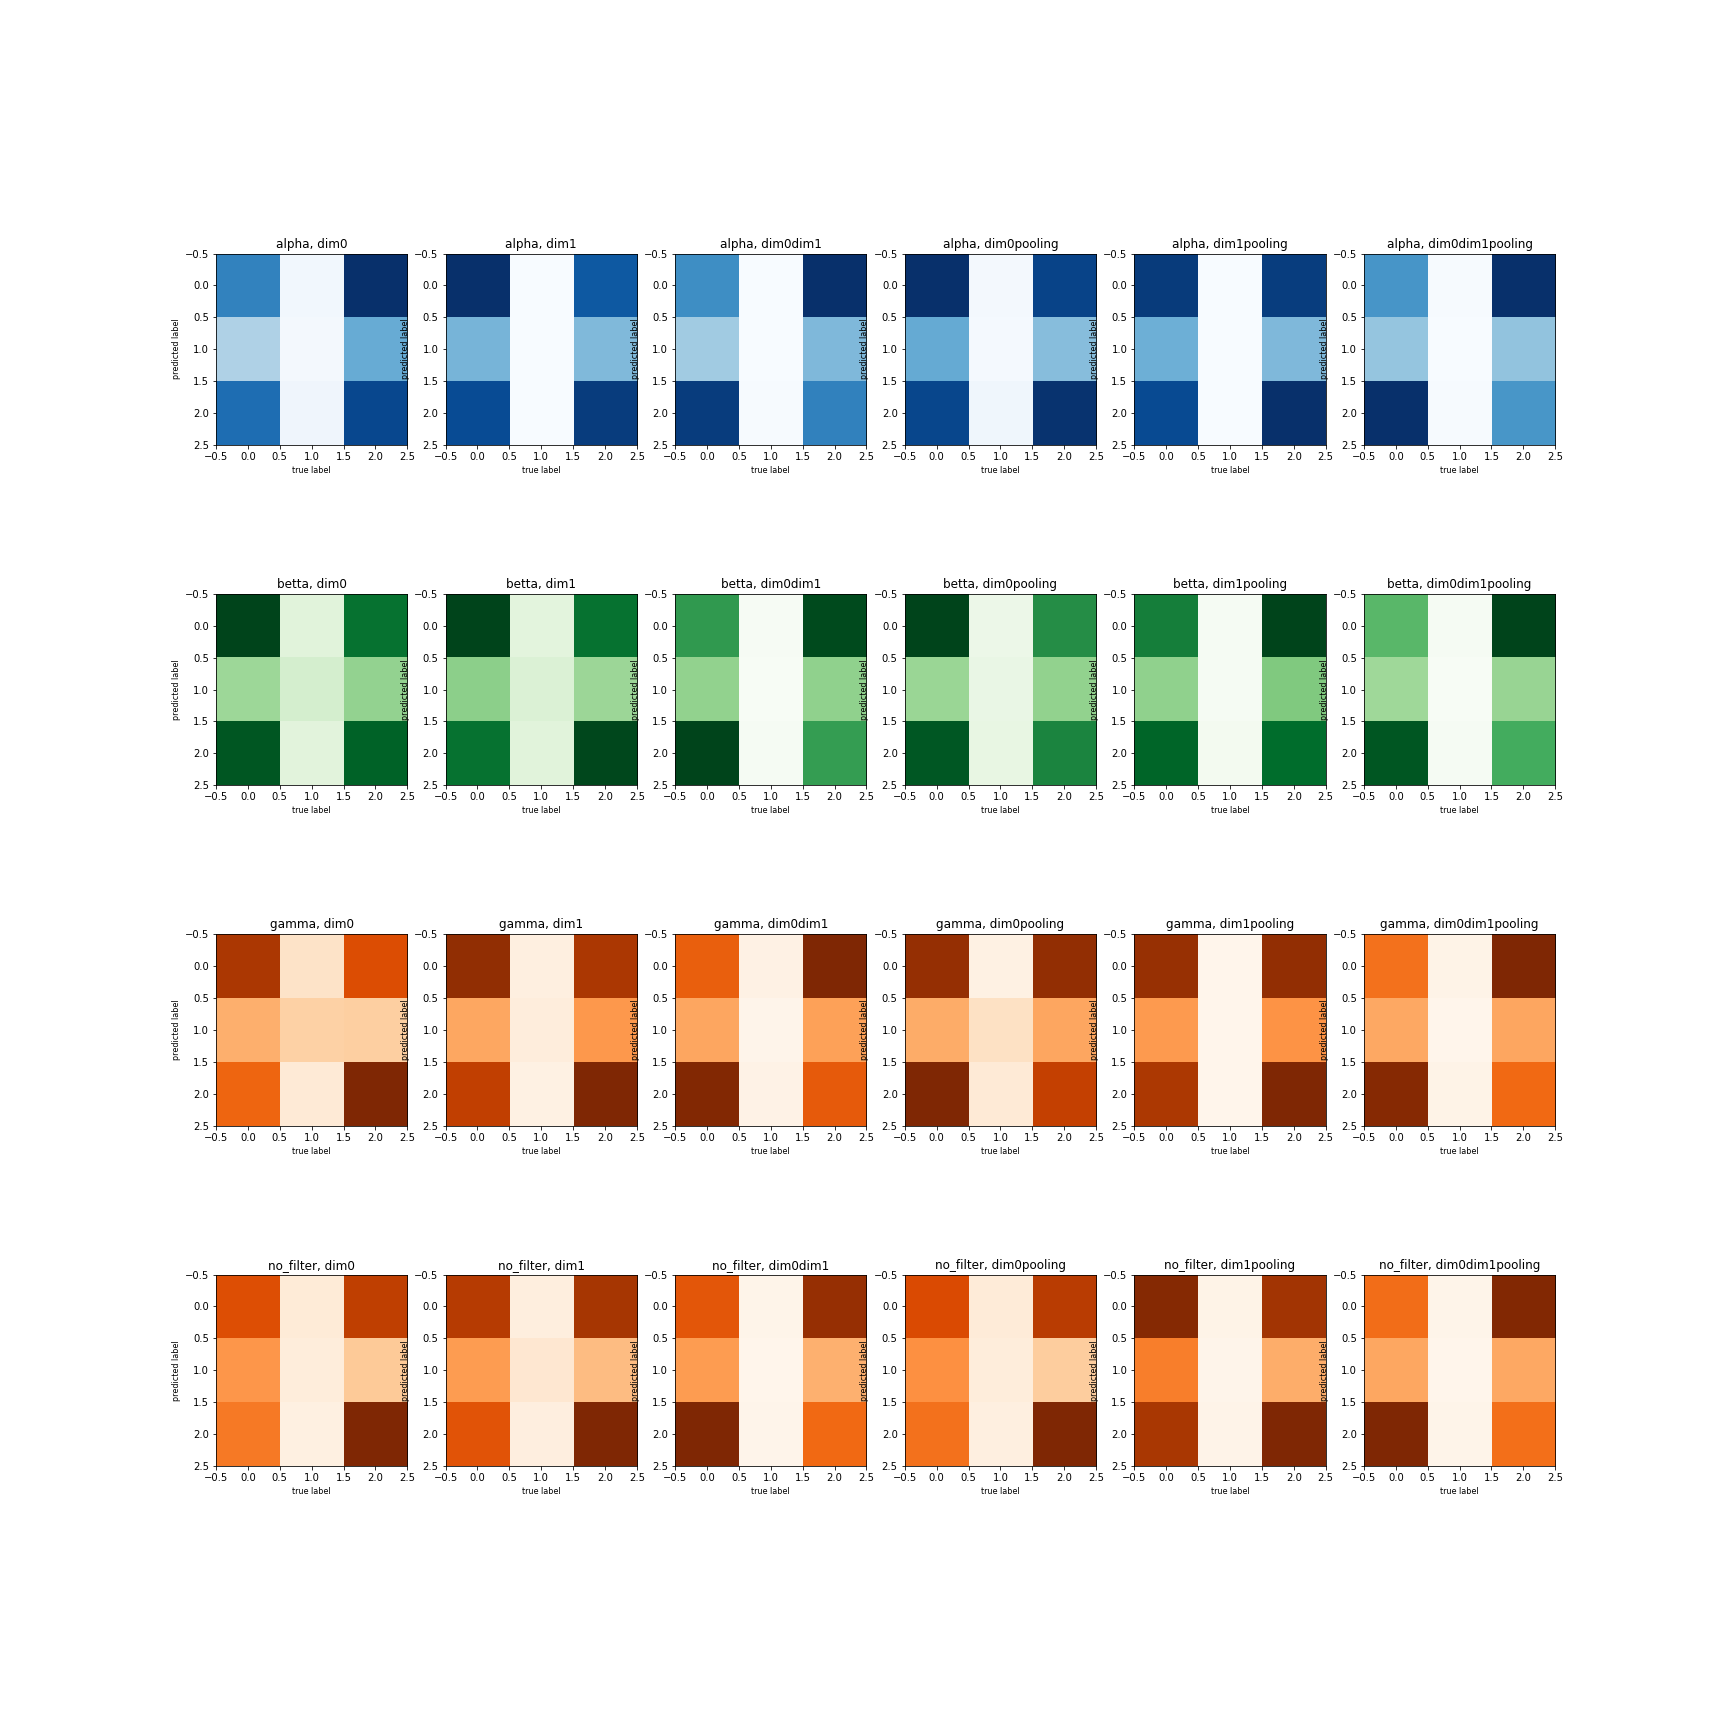 alpha, dim0 alpha, dim1 alpha, dim0dim1 alpha, dim0pooling alpha, dim1pooling alpha, dim0dim1pooling
−0.5 −0.5 −0.5 −0.5 −0.5 −0.5
0.0 0.0 0.0 0.0 0.0 0.0
0.5 0.5 0.5 0.5 0.5 0.5
predicted label predicted label predicted label predicted label predicted label predicted label
1.0 1.0 1.0 1.0 1.0 1.0
1.5 1.5 1.5 1.5 1.5 1.5
2.0 2.0 2.0 2.0 2.0 2.0
2.5 2.5 2.5 2.5 2.5 2.5
−0.5 0.0 0.5 1.0 1.5 2.0 2.5 −0.5 0.0 0.5 1.0 1.5 2.0 2.5 −0.5 0.0 0.5 1.0 1.5 2.0 2.5 −0.5 0.0 0.5 1.0 1.5 2.0 2.5 −0.5 0.0 0.5 1.0 1.5 2.0 2.5 −0.5 0.0 0.5 1.0 1.5 2.0 2.5
true label true label true label true label true label true label
betta, dim0 betta, dim1 betta, dim0dim1 betta, dim0pooling betta, dim1pooling betta, dim0dim1pooling
−0.5 −0.5 −0.5 −0.5 −0.5 −0.5
0.0 0.0 0.0 0.0 0.0 0.0
0.5 0.5 0.5 0.5 0.5 0.5
predicted label predicted label predicted label predicted label predicted label predicted label
1.0 1.0 1.0 1.0 1.0 1.0
1.5 1.5 1.5 1.5 1.5 1.5
2.0 2.0 2.0 2.0 2.0 2.0
2.5 2.5 2.5 2.5 2.5 2.5
−0.5 0.0 0.5 1.0 1.5 2.0 2.5 −0.5 0.0 0.5 1.0 1.5 2.0 2.5 −0.5 0.0 0.5 1.0 1.5 2.0 2.5 −0.5 0.0 0.5 1.0 1.5 2.0 2.5 −0.5 0.0 0.5 1.0 1.5 2.0 2.5 −0.5 0.0 0.5 1.0 1.5 2.0 2.5
true label true label true label true label true label true label
gamma, dim0 gamma, dim1 gamma, dim0dim1 gamma, dim0pooling gamma, dim1pooling gamma, dim0dim1pooling
−0.5 −0.5 −0.5 −0.5 −0.5 −0.5
0.0 0.0 0.0 0.0 0.0 0.0
0.5 0.5 0.5 0.5 0.5 0.5
predicted label predicted label predicted label predicted label predicted label predicted label
1.0 1.0 1.0 1.0 1.0 1.0
1.5 1.5 1.5 1.5 1.5 1.5
2.0 2.0 2.0 2.0 2.0 2.0
2.5 2.5 2.5 2.5 2.5 2.5
−0.5 0.0 0.5 1.0 1.5 2.0 2.5 −0.5 0.0 0.5 1.0 1.5 2.0 2.5 −0.5 0.0 0.5 1.0 1.5 2.0 2.5 −0.5 0.0 0.5 1.0 1.5 2.0 2.5 −0.5 0.0 0.5 1.0 1.5 2.0 2.5 −0.5 0.0 0.5 1.0 1.5 2.0 2.5
true label true label true label true label true label true label
no_filter, dim0 no_filter, dim1 no_filter, dim0dim1 no_filter, dim0pooling no_filter, dim1pooling no_filter, dim0dim1pooling
−0.5 −0.5 −0.5 −0.5 −0.5 −0.5
0.0 0.0 0.0 0.0 0.0 0.0
0.5 0.5 0.5 0.5 0.5 0.5
predicted label predicted label predicted label predicted label predicted label predicted label
1.0 1.0 1.0 1.0 1.0 1.0
1.5 1.5 1.5 1.5 1.5 1.5
2.0 2.0 2.0 2.0 2.0 2.0
2.5 2.5 2.5 2.5 2.5 2.5
−0.5 0.0 0.5 1.0 1.5 2.0 2.5 −0.5 0.0 0.5 1.0 1.5 2.0 2.5 −0.5 0.0 0.5 1.0 1.5 2.0 2.5 −0.5 0.0 0.5 1.0 1.5 2.0 2.5 −0.5 0.0 0.5 1.0 1.5 2.0 2.5 −0.5 0.0 0.5 1.0 1.5 2.0 2.5
true label true label true label true label true label true label